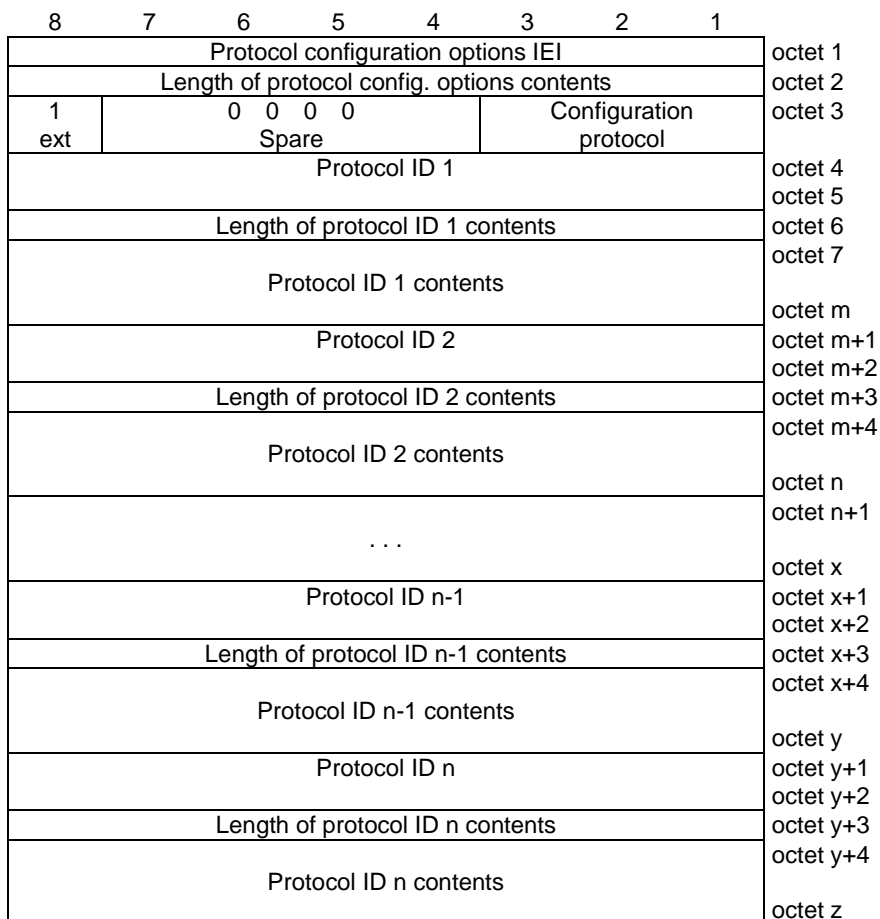 8 7 6 5 4 3 2 1
Protocol configuration options IEI octet 1
Length of protocol config. options contents octet 2
1 0 0 0 0 Configuration octet 3
ext Spare protocol
Protocol ID 1 octet 4
octet 5
Length of protocol ID 1 contents octet 6
octet 7
Protocol ID 1 contents
octet m
Protocol ID 2 octet m+1
octet m+2
Length of protocol ID 2 contents octet m+3
octet m+4
Protocol ID 2 contents
octet n
octet n+1
. . .
octet x
Protocol ID n-1 octet x+1
octet x+2
Length of protocol ID n-1 contents octet x+3
octet x+4
Protocol ID n-1 contents
octet y
Protocol ID n octet y+1
octet y+2
Length of protocol ID n contents octet y+3
octet y+4
Protocol ID n contents
octet z